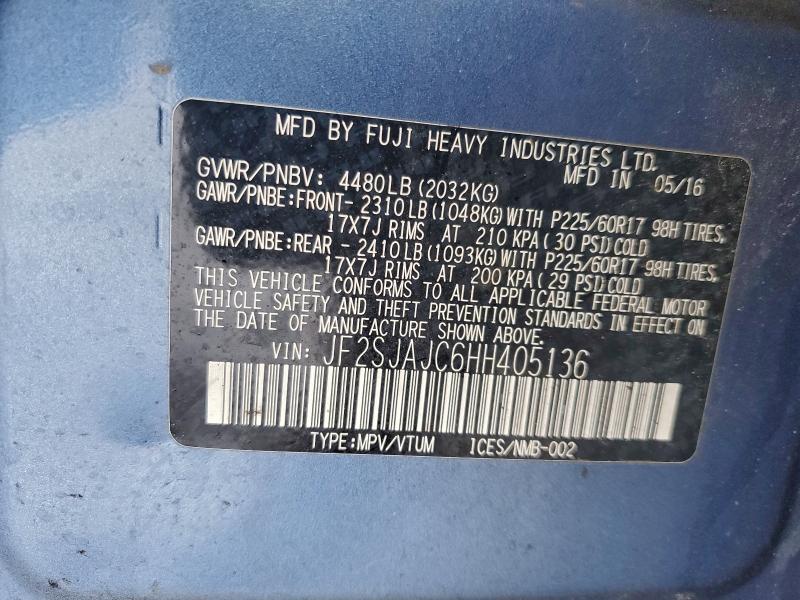 MFD BY FUJI HEAVY INDUSTRIES LTD.
MFD IN 05/16
GVWR/PNBV: 4480LB(2032KG)
GAWR/PNBE:FRONT- 2310LB(1048KG)WITH P225/60R17 98H TIRES,
17X7J RIMS AT 210 KPA( 30 PSI)COLD
GAWR/PNBE:REAR - 2410LB(1093KG)WITH P225/60R17 98H TIRES,
17X7J RIMS AT 200 KPA( 29 PSI)COLD
THIS VEHICLE CONFORMS TO ALL APPLICABLE FEDERAL MOTOR
VEHICLE SAFETY AND THEFT PREVENTION STANDARDS IN EFFECT ON
THE DATE OF MANUFACTURE SHOWN ABOVE.
VIN: JF2SJAJC6HH405136
TYPE:MPV/VTUM ICES/NMB-002